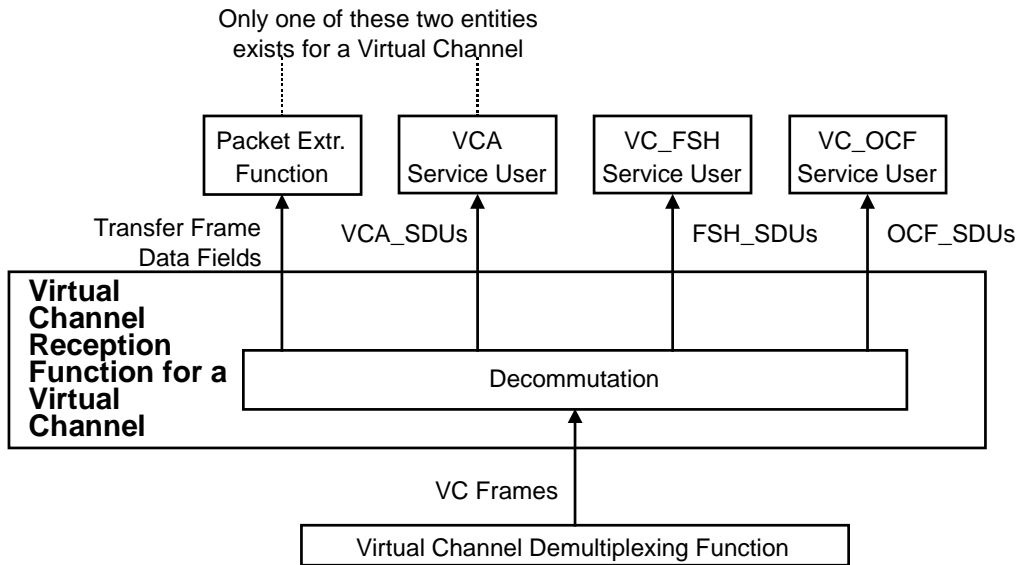 Only one of these two entities
exists for a Virtual Channel
Packet Extr.
Function
VCA
Service User
VC_FSH
Service User
VC_OCF
Service User
Transfer Frame
Data Fields
VCA_SDUs
FSH_SDUs
OCF_SDUs
Virtual
Channel
Reception
Function for a
Virtual
Channel
Decommutation
VC Frames
Virtual Channel Demultiplexing Function